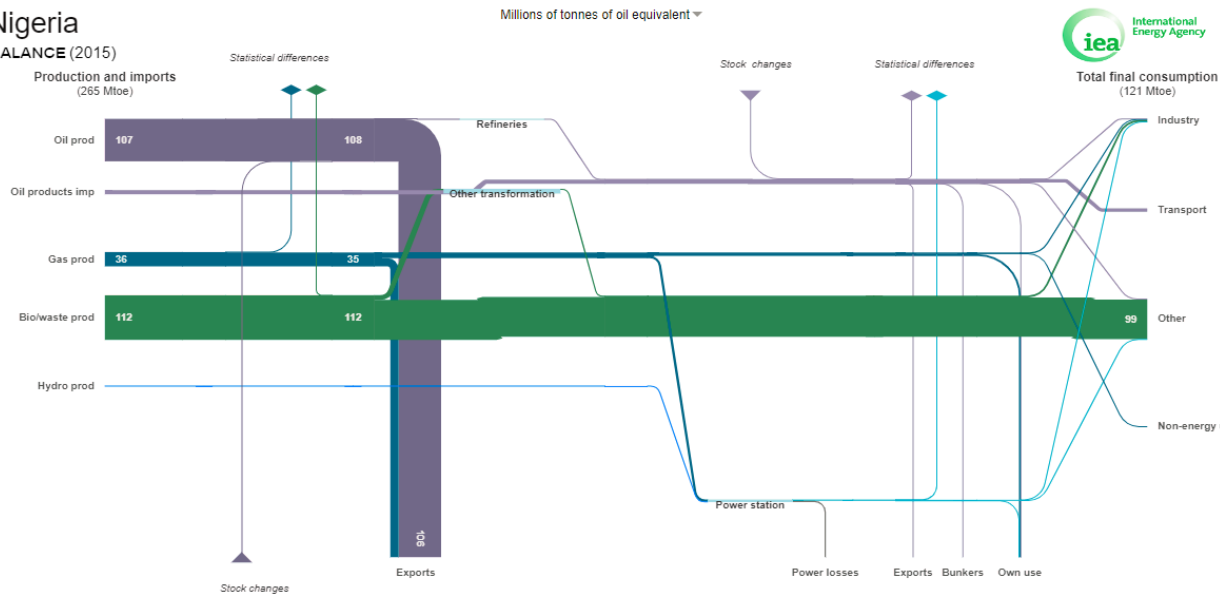 Nigeria
Millions of tonnes of oil equivalent
iea
International
Energy Agency
ALANCE (2015)
Statistical differences
Stock changes
Statistical differences
Production and imports
(265 Mtoe)
Total final consumption
(121 Mtoe)
Refineries
Industry
Oil prod
107
108
Oil products imp
Other transformation
Transport
Gas prod
36
35
Bio/waste prod
112
112
99
Other
Hydro prod
Non-energy
Power station
106
Exports
Power losses
Exports
Bunkers
Own use
Stock changes